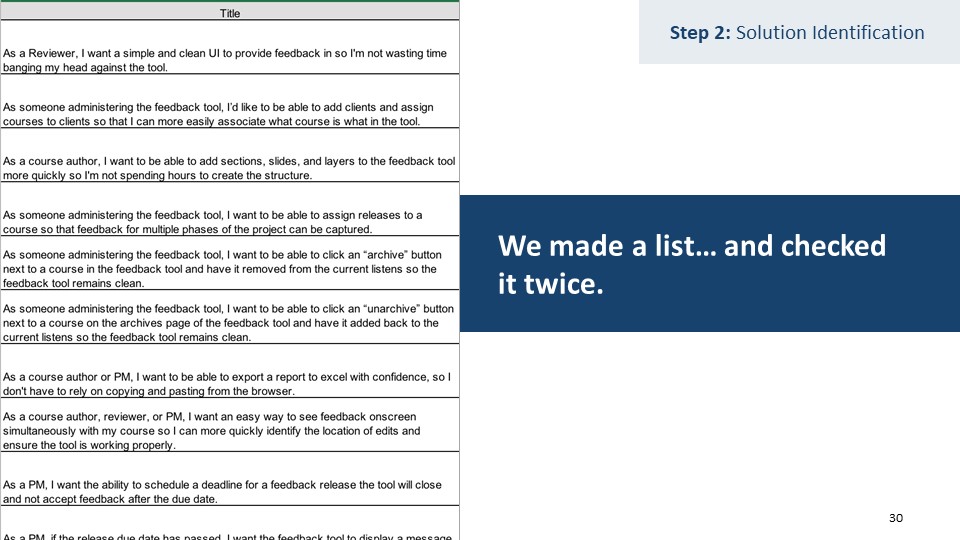 Title
As a Reviewer, I want a simple and clean UI to provide feedback in so I'm not wasting time
banging my head against the tool.
As someone administering the feedback tool, I'd like to be able to add clients and assign
courses to clients so that I can more easily associate what course is what in the tool.
As a course author, I want to be able to add sections, slides, and layers to the feedback tool
more quickly so I'm not spending hours to create the structure.
As someone administering the feedback tool, I want to be able to assign releases to a
course so that feedback for multiple phases of the project can be captured.
As someone administering the feedback tool, I want to be able to click an “archive” button
next to a course in the feedback tool and have it removed from the current listens so the
feedback tool remains clean.
As someone administering the feedback tool, I want to be able to click an “unarchive” button
next to a course on the archives page of the feedback tool and have it added back to the
current listens so the feedback tool remains clean.
As a course author or PM, I want to be able to export a report to excel with confidence, so I
don't have to rely on copying and pasting from the browser.
As a course author, reviewer, or PM, I want an easy way to see feedback onscreen
simultaneously with my course so I can more quickly identify the location of edits and
ensure the tool is working properly.
As a PM, I want the ability to schedule a deadline for a feedback release the tool will close
and not accept feedback after the due date.
As a PM, if the release due date has passed, I want the feedback tool to display a message
Step 2: Solution Identification
We made a list... and checked
it twice.
30